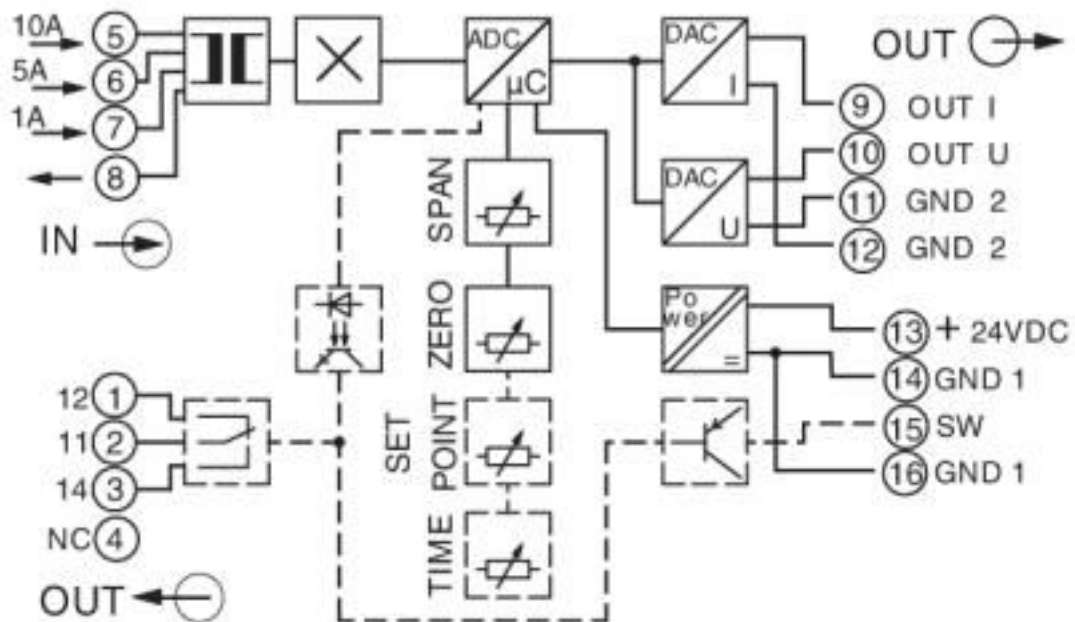 10A 5
5A 6
1A 7
8
IN
ADC
µC
DAC
I
DAC
U
OUT
9 OUT I
10 OUT U
11 GND 2
12 GND 2
SPAN
ZERO
SET
POINT
TIME
Po
wer
=
13 + 24VDC
14 GND 1
15 SW
16 GND 1
12 1
11 2
14 3
NC 4
OUT